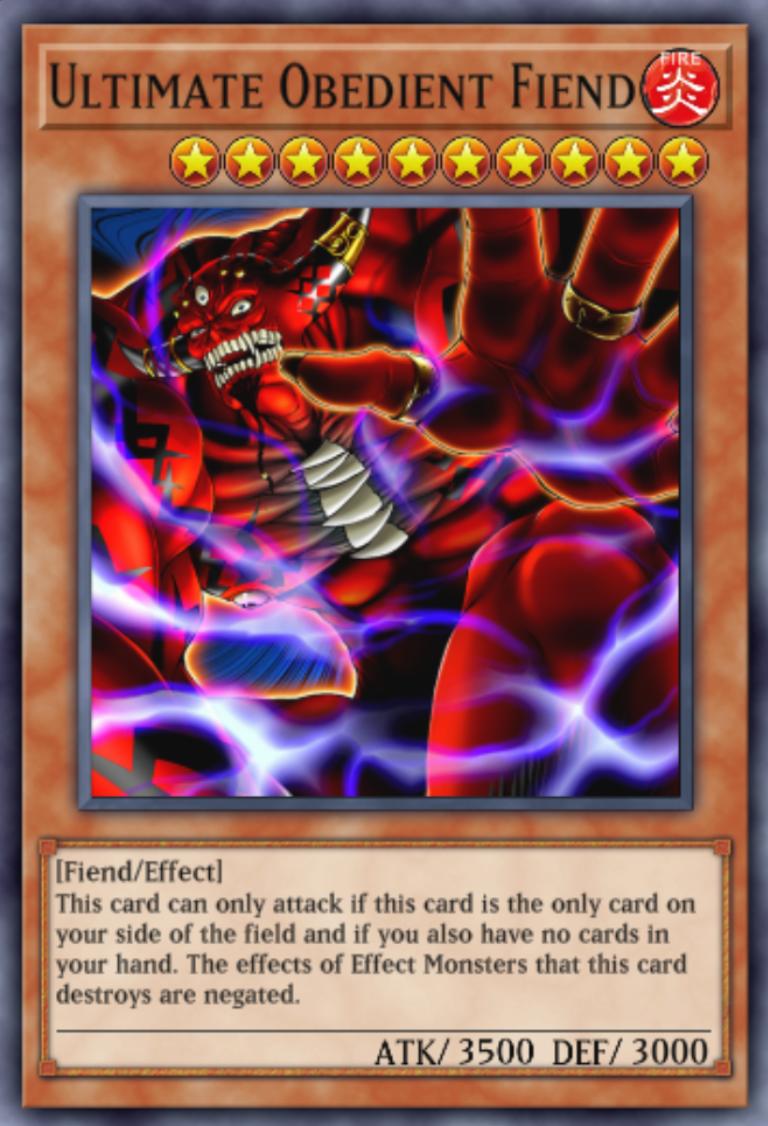 Ultimate Obedient Fiend
FIRE
炎
[Fiend/Effect]
This card can only attack if this card is the only card on
your side of the field and if you also have no cards in
your hand. The effects of Effect Monsters that this card
destroys are negated.
ATK/ 3500 DEF/ 3000